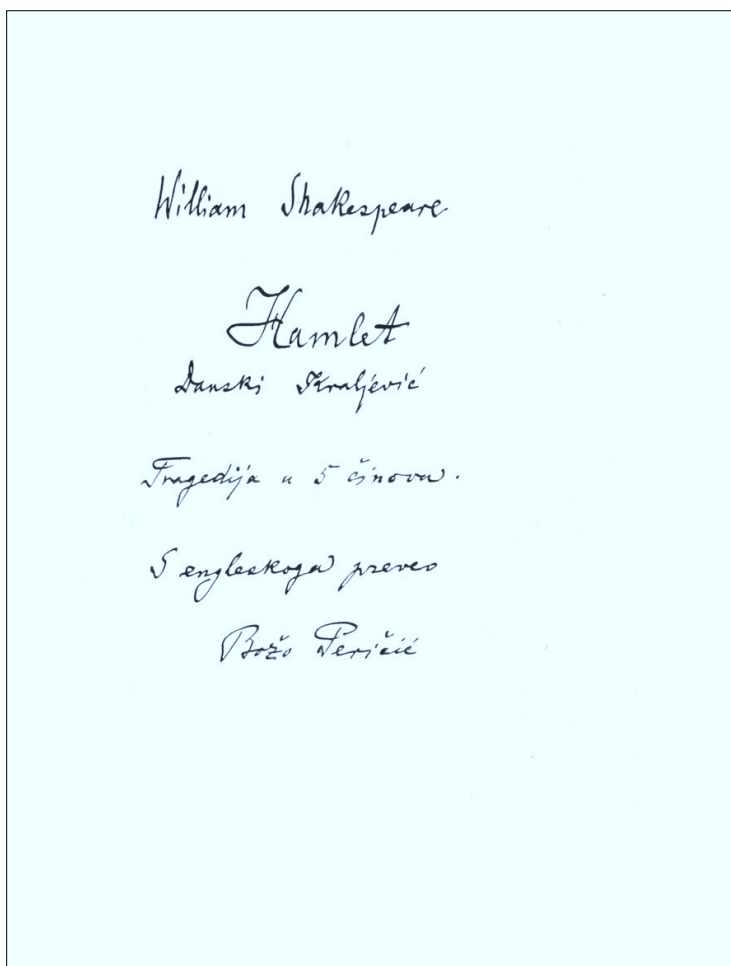 William Shakespeare
Hamlet
Danski Kraljević
Tragedija u 5 činova.
S engleskoga preveo
Božo Peričić